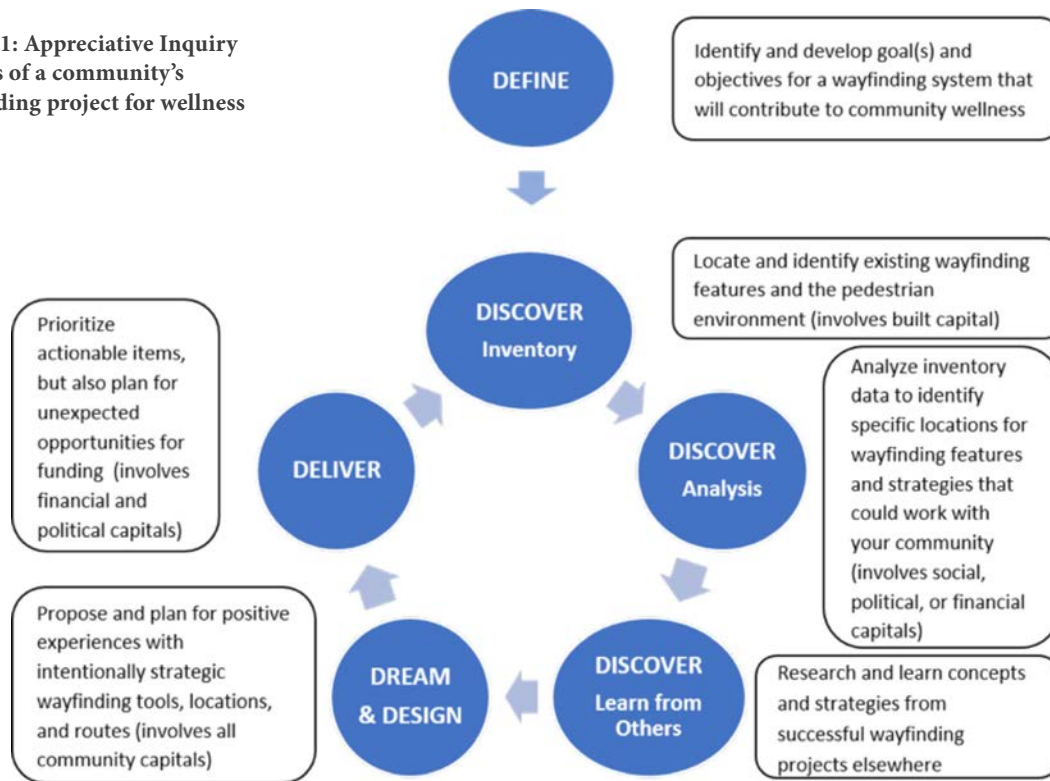 1: Appreciative Inquiry
s of a community's
ding project for wellness
DEFINE
Identify and develop goal(s) and
objectives for a wayfinding system that
will contribute to community wellness
DISCOVER
Inventory
Locate and identify existing wayfinding
features and the pedestrian
environment (involves built capital)
DISCOVER
Analysis
Analyze inventory
data to identify
specific locations for
wayfinding features
and strategies that
could work with
your community
(involves social,
political, or financial
capitals)
DISCOVER
Learn from
Others
Research and learn concepts
and strategies from
successful wayfinding
projects elsewhere
DREAM
& DESIGN
Propose and plan for positive
experiences with
intentionally strategic
wayfinding tools, locations,
and routes (involves all
community capitals)
DELIVER
Prioritize
actionable items,
but also plan for
unexpected
opportunities for
funding (involves
financial and
political capitals)